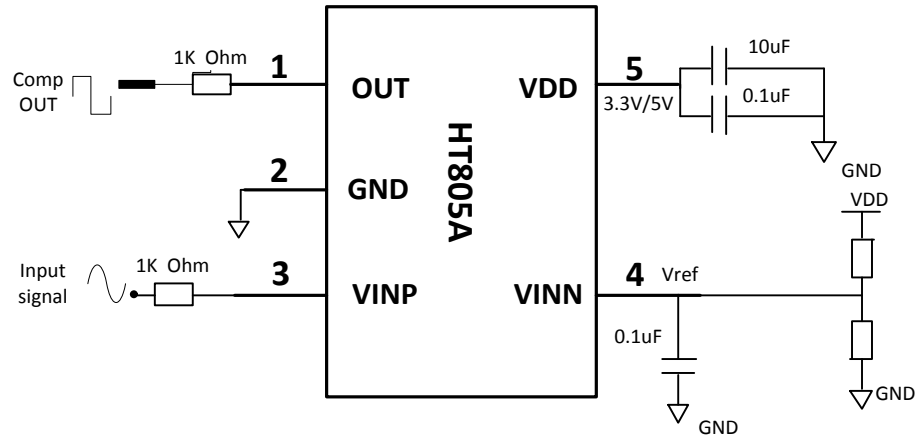 1K Ohm
1
Comp
OUT
OUT
2
GND
3
Input
signal
1K Ohm
VINP
HT805A
VDD
5
3.3V/5V
10uF
0.1uF
GND
VDD
VINN
4
Vref
0.1uF
GND
GND